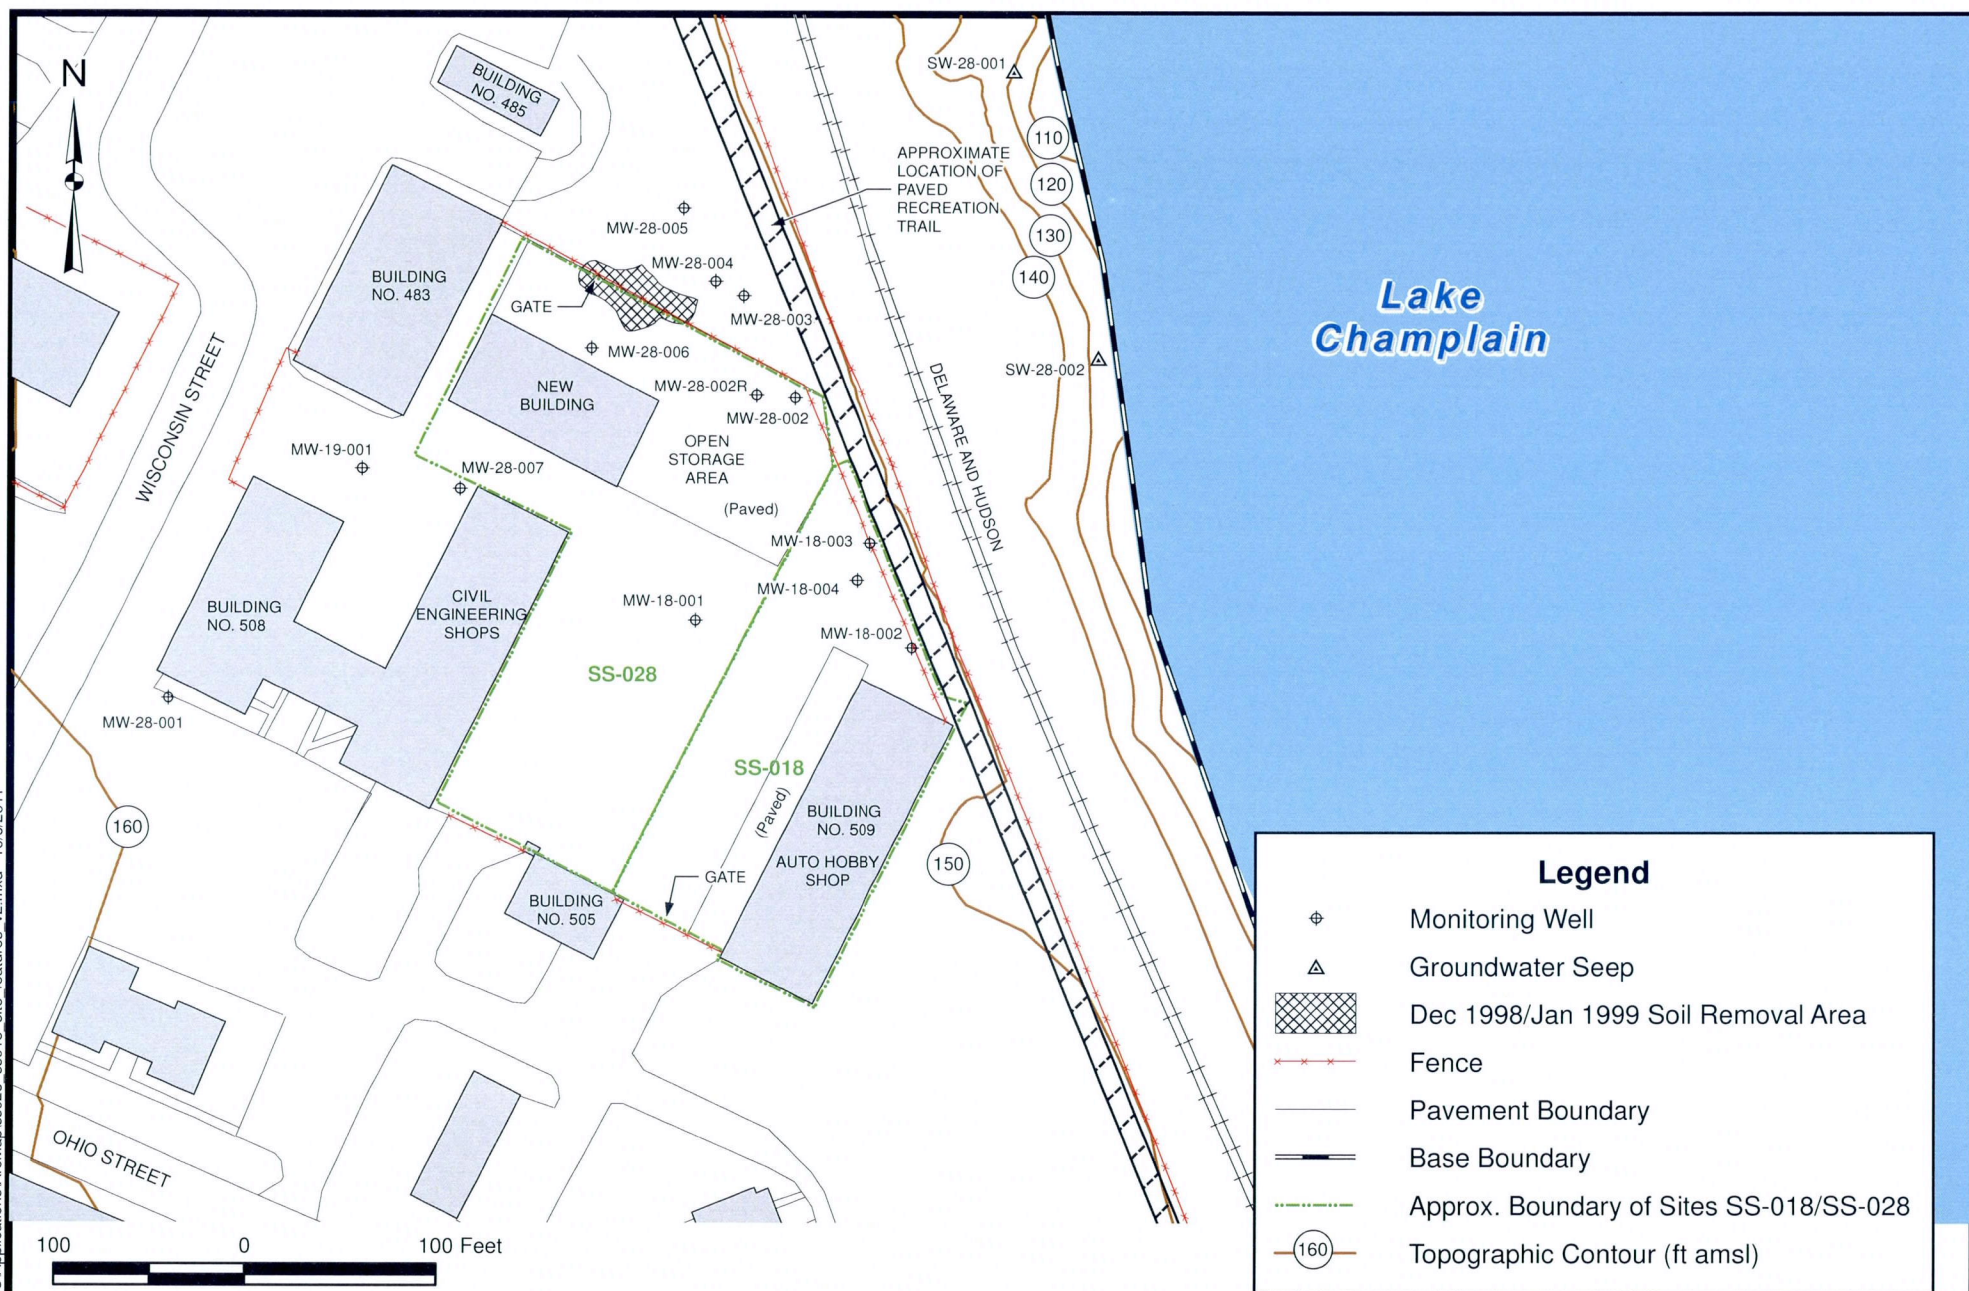 N
BUILDING
NO. 485
SW-28-001
110
120
130
140
APPROXIMATE
LOCATION OF
PAVED
RECREATION
TRAIL
MW-28-005
MW-28-004
MW-28-003
BUILDING
NO. 483
GATE
MW-28-006
Lake
Champlain
SW-28-002
DELAWARE AND HUDSON
WISCONSIN STREET
NEW
BUILDING
MW-28-002R
MW-28-002
OPEN
STORAGE
AREA
(Paved)
MW-19-001
MW-28-007
MW-18-003
MW-18-004
MW-18-001
MW-18-002
BUILDING
NO. 508
CIVIL
ENGINEERING
SHOPS
SS-028
MW-28-001
SS-018
(Paved)
BUILDING
NO. 509
AUTO HOBBY
SHOP
160
150
GATE
BUILDING
NO. 505
OHIO STREET
100 0 100 Feet
Legend
Monitoring Well
Groundwater Seep
Dec 1998/Jan 1999 Soil Removal Area
Fence
Pavement Boundary
Base Boundary
Approx. Boundary of Sites SS-018/SS-028
160 Topographic Contour (ft amsl)